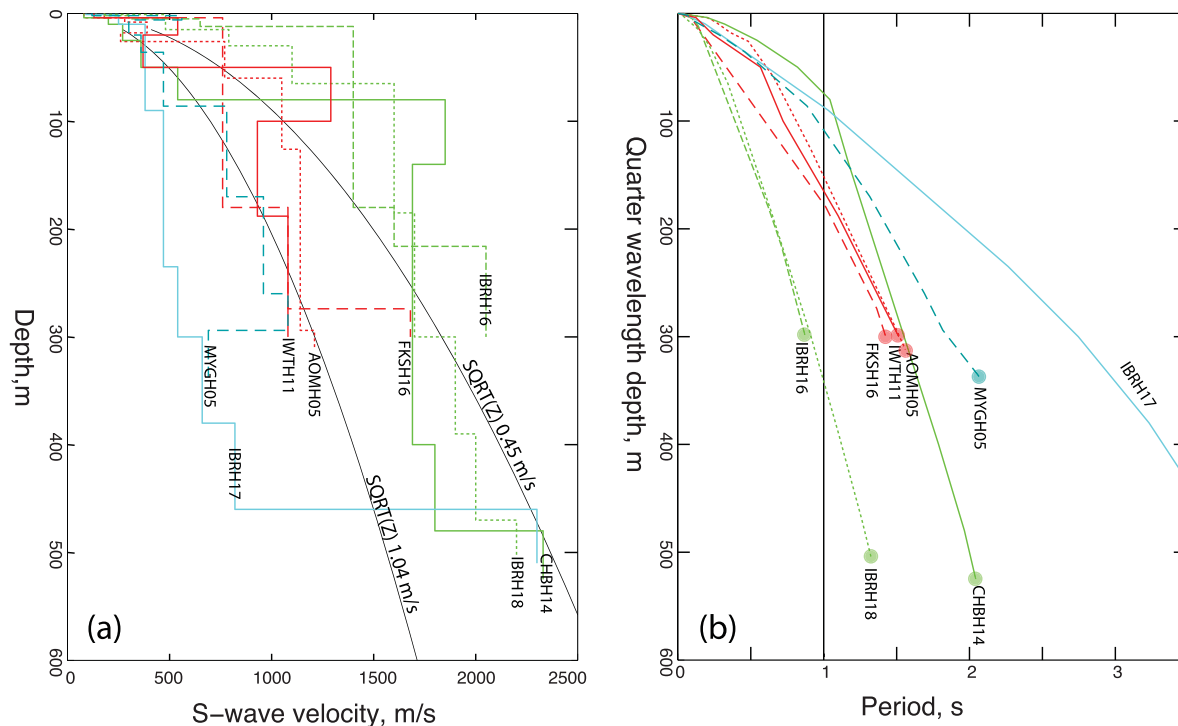 0
100
200
300
400
500
600
Depth,m
0
500
1000
1500
2000
2500
S-wave velocity, m/s
(a)
IBRH16
MYGH05
IWTH11
AOMH05
FKSH16
SQRT(Z) 0.45 m/s
IBRH17
SQRT(Z) 1.04 m/s
IBRH18
CHBH14
0
100
200
300
400
500
600
Quarter wavelength depth, m
0
1
2
3
Period, s
(b)
IBRH16
FKSH16
IWTH11
AOMH05
MYGH05
IBRH17
IBRH18
CHBH14